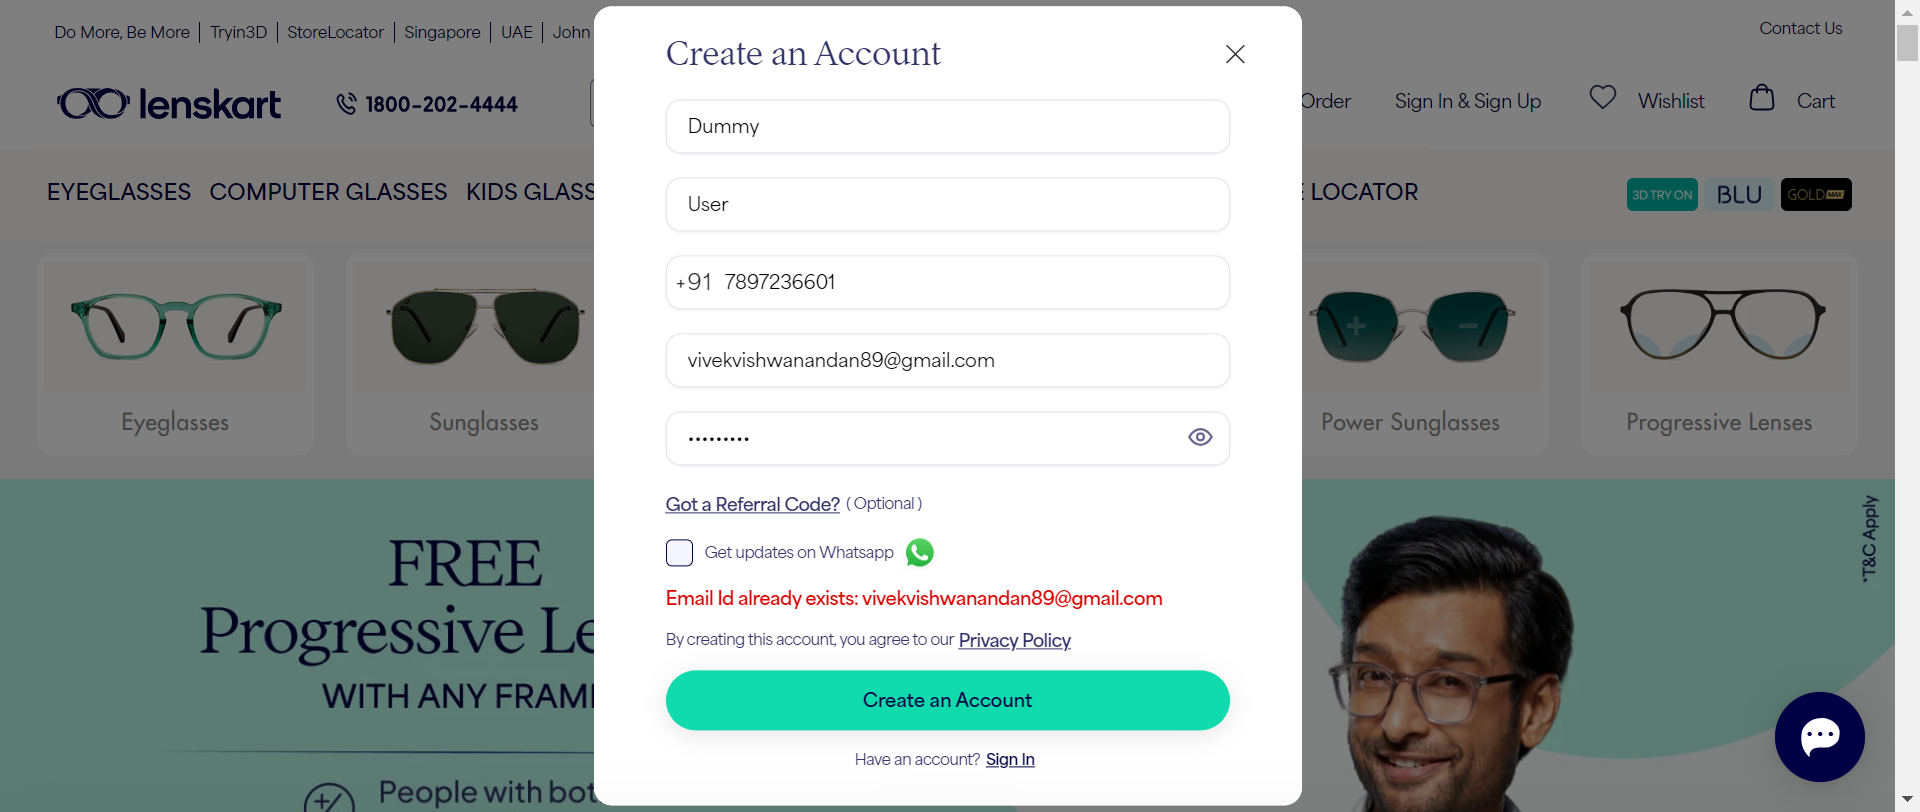 Do More, Be More | Tryin3D | StoreLocator | Singapore | UAE | John
Contact Us
lenskart
1800-202-4444
Order
Sign In & Sign Up
Wishlist
Cart
EYEGLASSES COMPUTER GLASSES KIDS GLASS
E LOCATOR
3D TRY ON
BLU
GOLD MAX
Eyeglasses
Sunglasses
Power Sunglasses
Progressive Lenses
FREE
Progressive Le
WITH ANY FRAM
People with bot
*T&C Apply
Create an Account
Dummy
User
+91 7897236601
vivekvishwanandan89@gmail.com
•••••••••
Got a Referral Code? ( Optional )
Get updates on Whatsapp
Email Id already exists: vivekvishwanandan89@gmail.com
By creating this account, you agree to our Privacy Policy
Create an Account
Have an account? Sign In